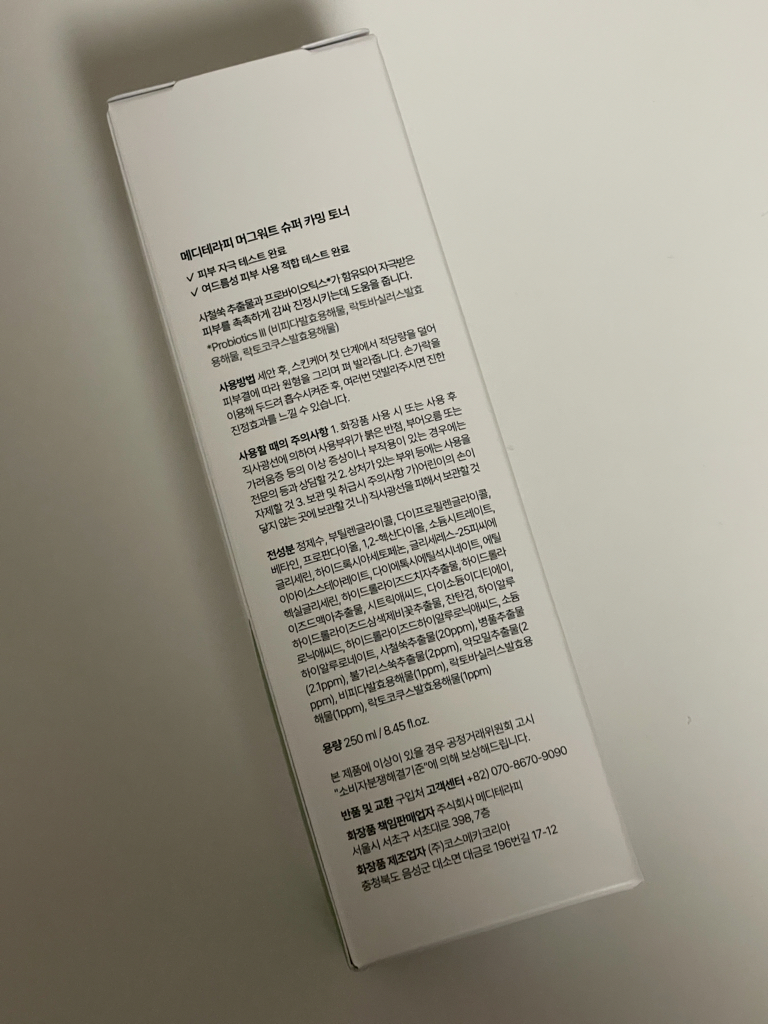 메디테라피 머그워트 슈퍼 카밍 토너
✓ 피부 자극 테스트 완료
✓ 여드름성 피부 사용 적합 테스트 완료
사철쑥 추출물과 프로바이오틱스*가 함유되어 자극받은
피부를 촉촉하게 감싸 진정시키는데 도움을 줍니다.
*Probiotics III (비피다발효용해물, 락토바실러스발효
용해물, 락토코쿠스발효용해물)
사용방법 세안 후, 스킨케어 첫 단계에서 적당량을 덜어
피부결에 따라 원형을 그리며 펴 발라줍니다. 손가락을
이용해 두드려 흡수시켜준 후, 여러번 덧발라주시면 진한
진정효과를 느낄 수 있습니다.
사용할 때의 주의사항 1. 화장품 사용 시 또는 사용 후
직사광선에 의하여 사용부위가 붉은 반점, 부어오름 또는
가려움증 등의 이상 증상이나 부작용이 있는 경우에는
전문의 등과 상담할 것 2. 상처가 있는 부위 등에는 사용을
자제할 것 3. 보관 및 취급시 주의사항 가)어린이의 손이
닿지 않는 곳에 보관할 것 나) 직사광선을 피해서 보관할 것
전성분 정제수, 부틸렌글라이콜, 다이프로필렌글라이콜,
베타인, 프로판다이올, 1,2-헥산다이올, 소듐시트레이트,
글리세린, 하이드록시아세토페논, 글리세레스-25피씨에
이아이소스테아레이트, 다이에톡시에틸석시네이트, 에틸
헥실글리세린, 하이드롤라이즈드치자추출물, 하이드롤라
이즈드맥아추출물, 시트릭애씨드, 다이소듐이디티에이,
하이드롤라이즈드삼색제비꽃추출물, 잔탄검, 하이알루
로닉애씨드, 하이드롤라이즈드하이알루로닉애씨드, 소듐
하이알루로네이트, 사철쑥추출물(20ppm), 병풀추출물
(2.1ppm), 불가리스쑥추출물(2ppm), 약모밀추출물(2
ppm), 비피다발효용해물(1ppm), 락토바실러스발효용
해물(1ppm), 락토코쿠스발효용해물(1ppm)
용량 250 ml / 8.45 fl.oz.
본 제품에 이상이 있을 경우 공정거래위원회 고시
"소비자분쟁해결기준"에 의해 보상해드립니다.
반품 및 교환 구입처 고객센터 +82) 070-8670-9090
화장품 책임판매업자 주식회사 메디테라피
서울시 서초구 서초대로 398, 7층
화장품 제조업자 (주)코스메카코리아
충청북도 음성군 대소면 대금로 196번길 17-12